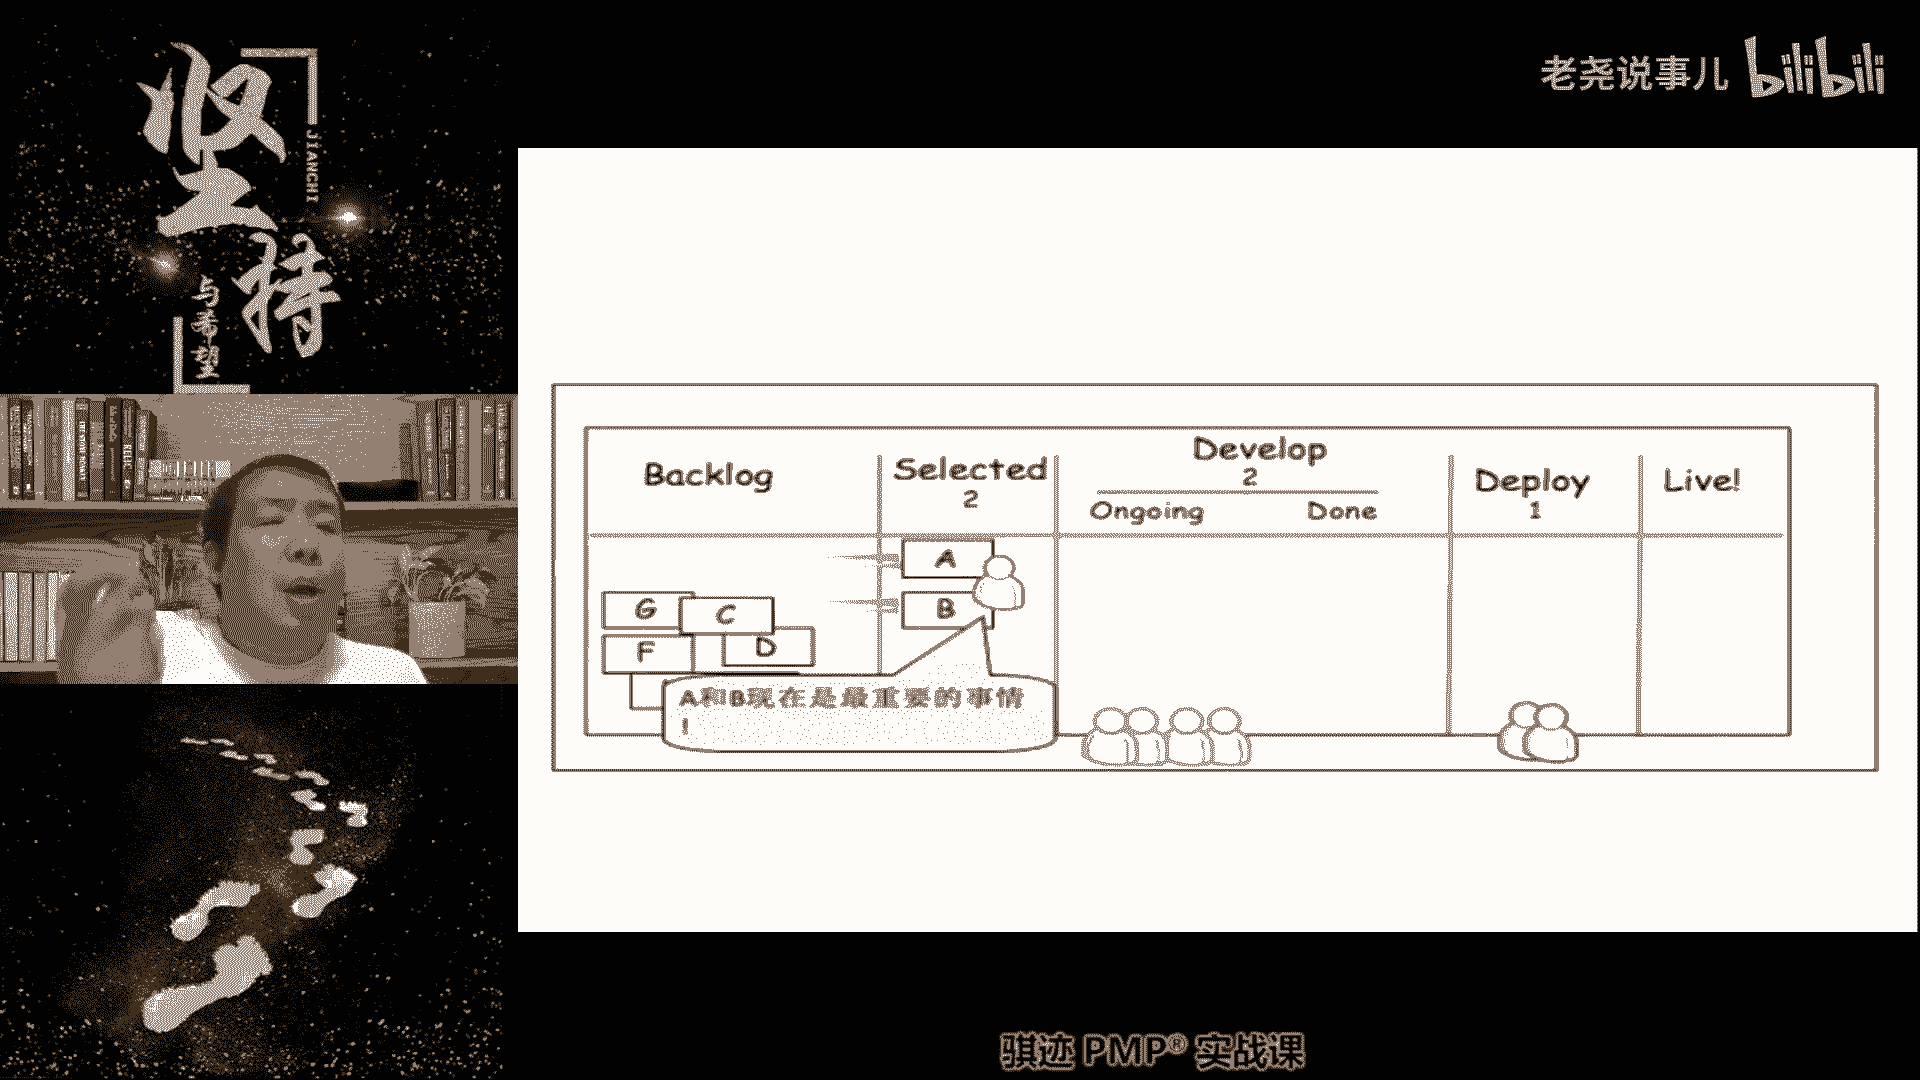 坚持
JIANCHI
与希望
老尧说事儿 bilibili
Backlog
Selected
2
Develop
2
Ongoing
Done
Deploy
1
Live!
A
B
G
C
F
D
A和B现在是最重要的事情
!
骐迹 PMP® 实战课